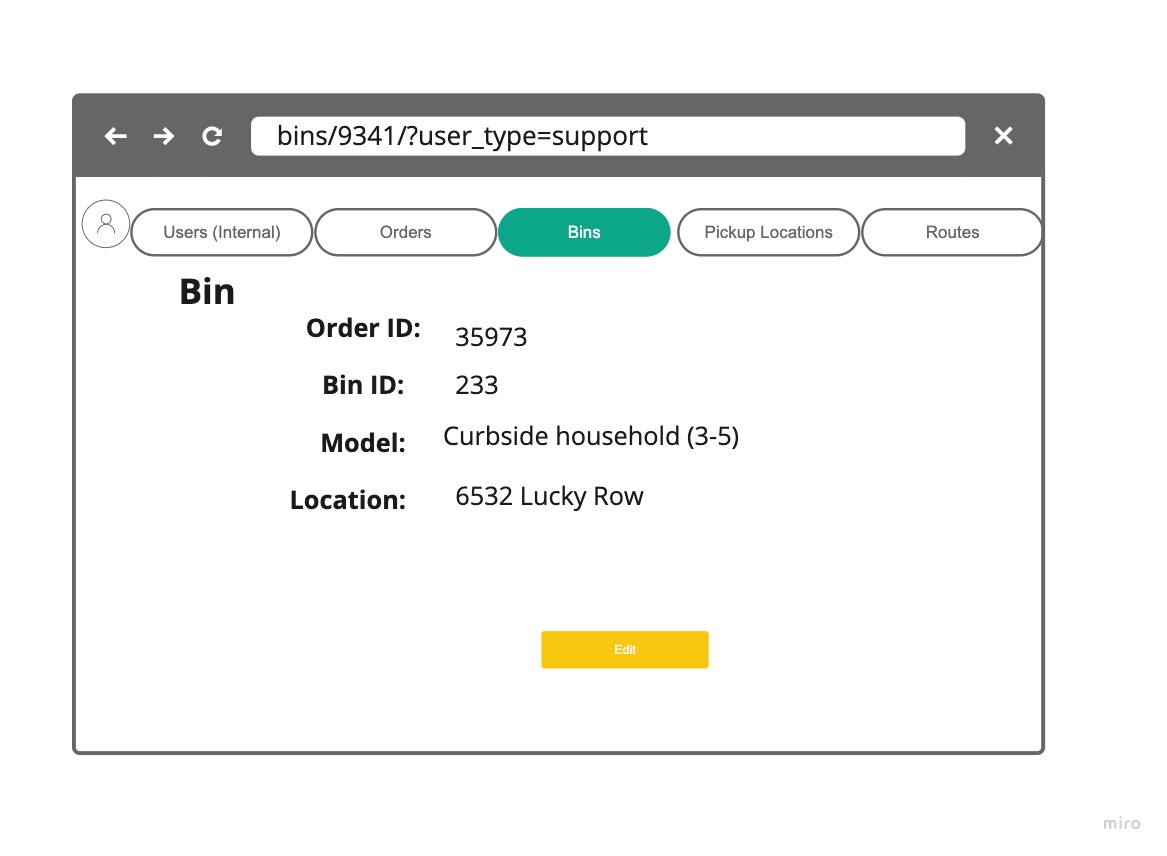 bins/9341/?user_type=support
Users (Internal) Orders Bins Pickup Locations Routes
Bin
Order ID: 35973
Bin ID: 233
Model: Curbside household (3-5)
Location: 6532 Lucky Row
Edit
miro